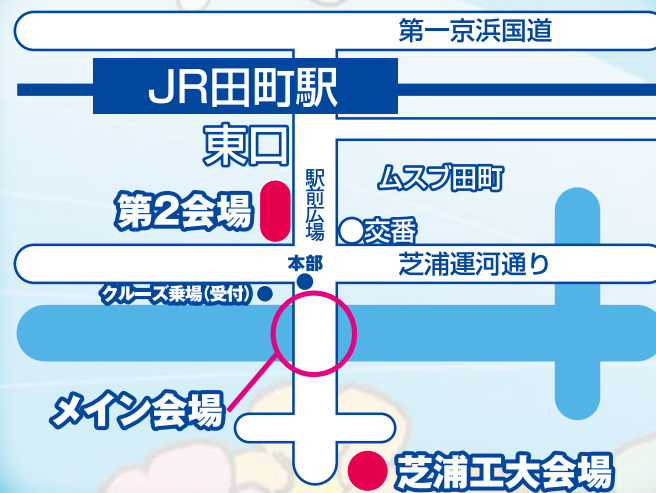 第一京浜国道
JR田町駅
東口
駅前広場
ムスブ田町
第2会場
交番
本部
芝浦運河通り
クルーズ乗場(受付)
メイン会場
芝浦工大会場